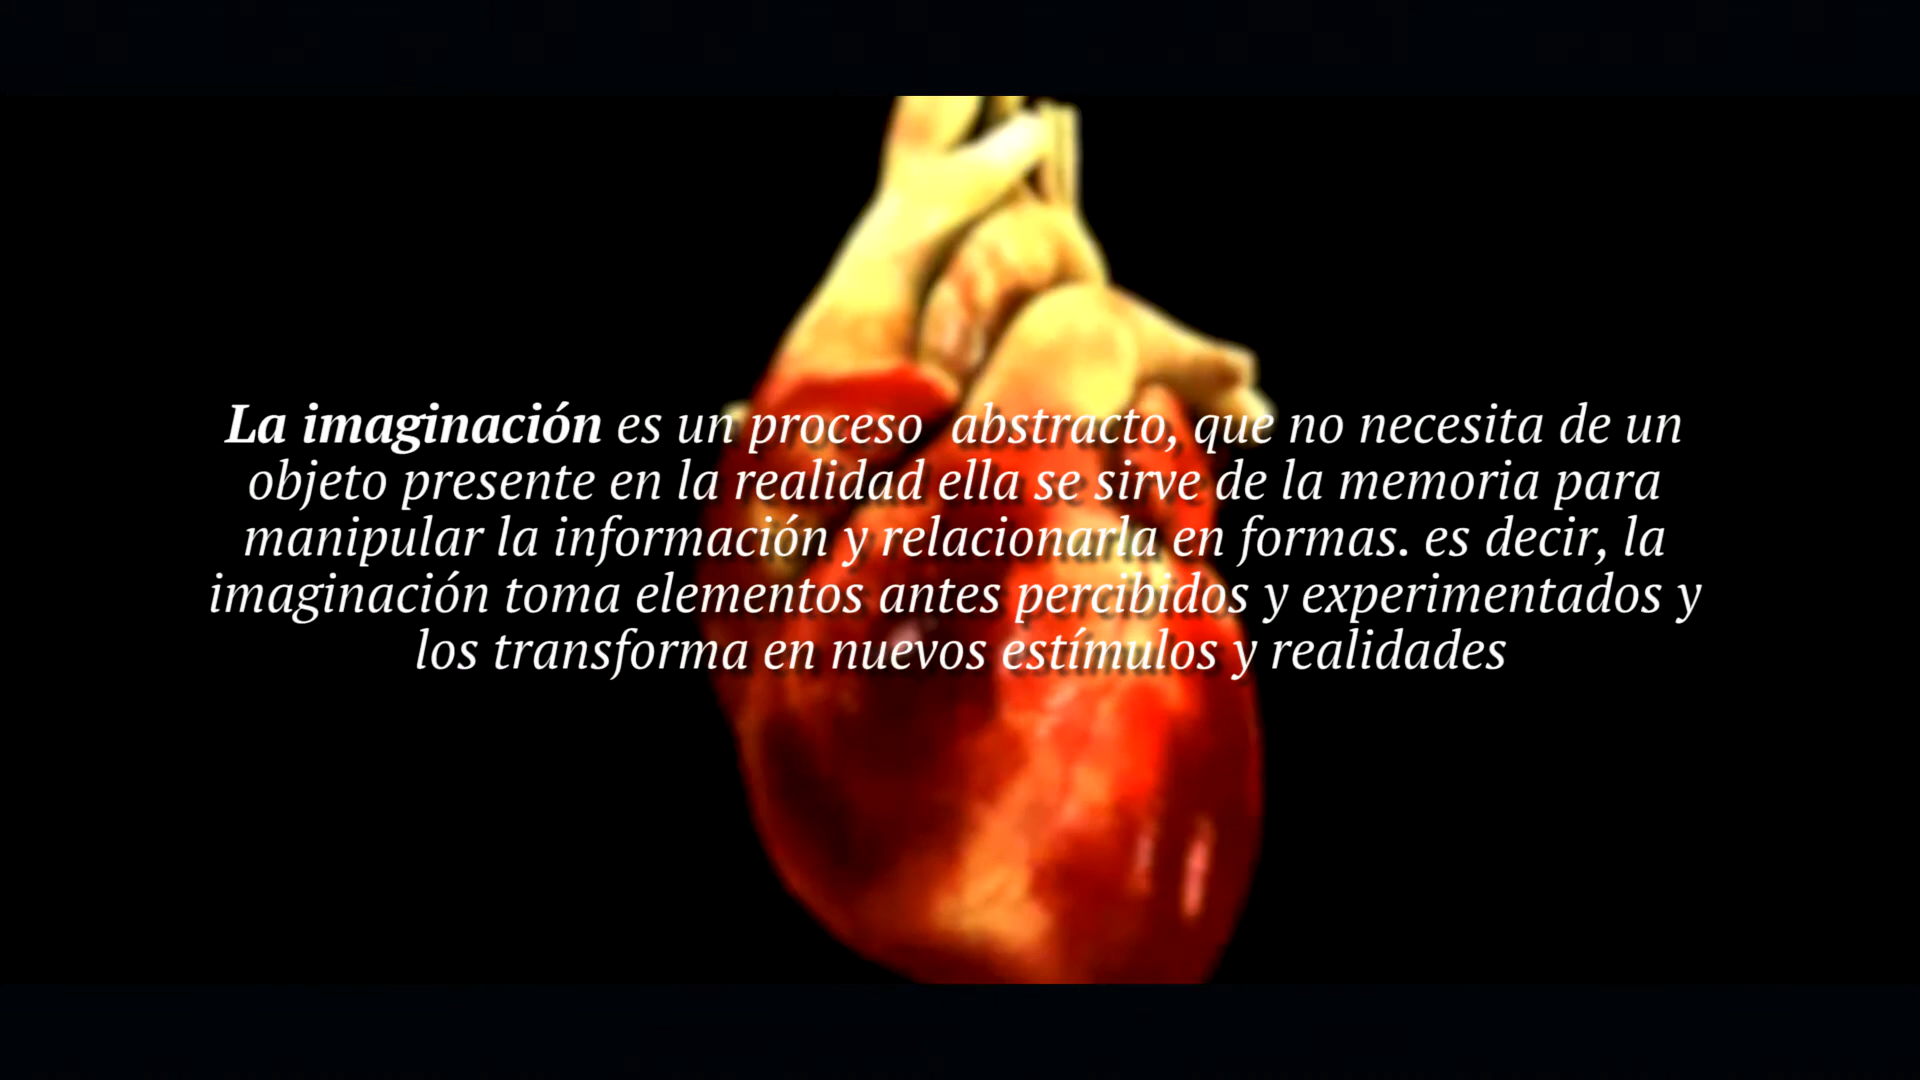 La imaginación es un proceso  abstracto, que no necesita de un
objeto presente en la realidad ella se sirve de la memoria para
manipular la información y relacionarla en formas. es decir, la
imaginación toma elementos antes percibidos y experimentados y
los transforma en nuevos estímulos y realidades